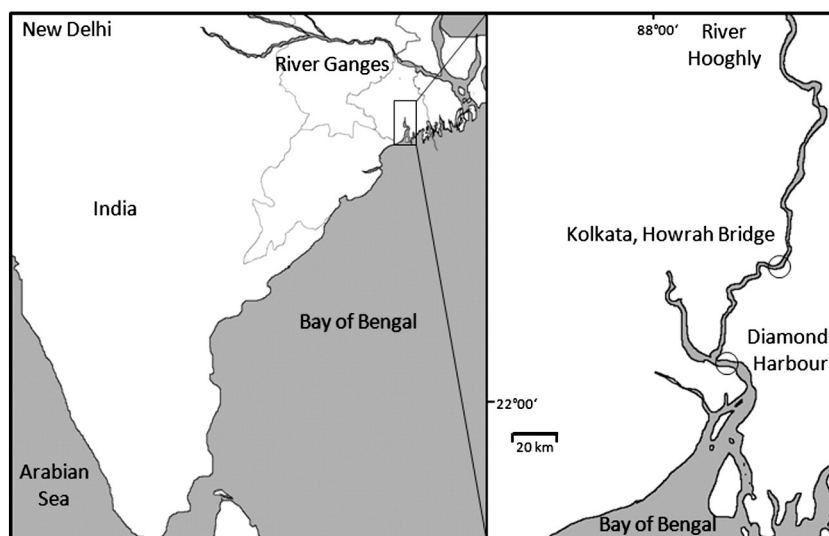 New Delhi
River Ganges
India
Bay of Bengal
Arabian
Sea
88°00'
River
Hooghly
Kolkata, Howrah Bridge
Diamond
Harbour
22°00'
20 km
Bay of Bengal